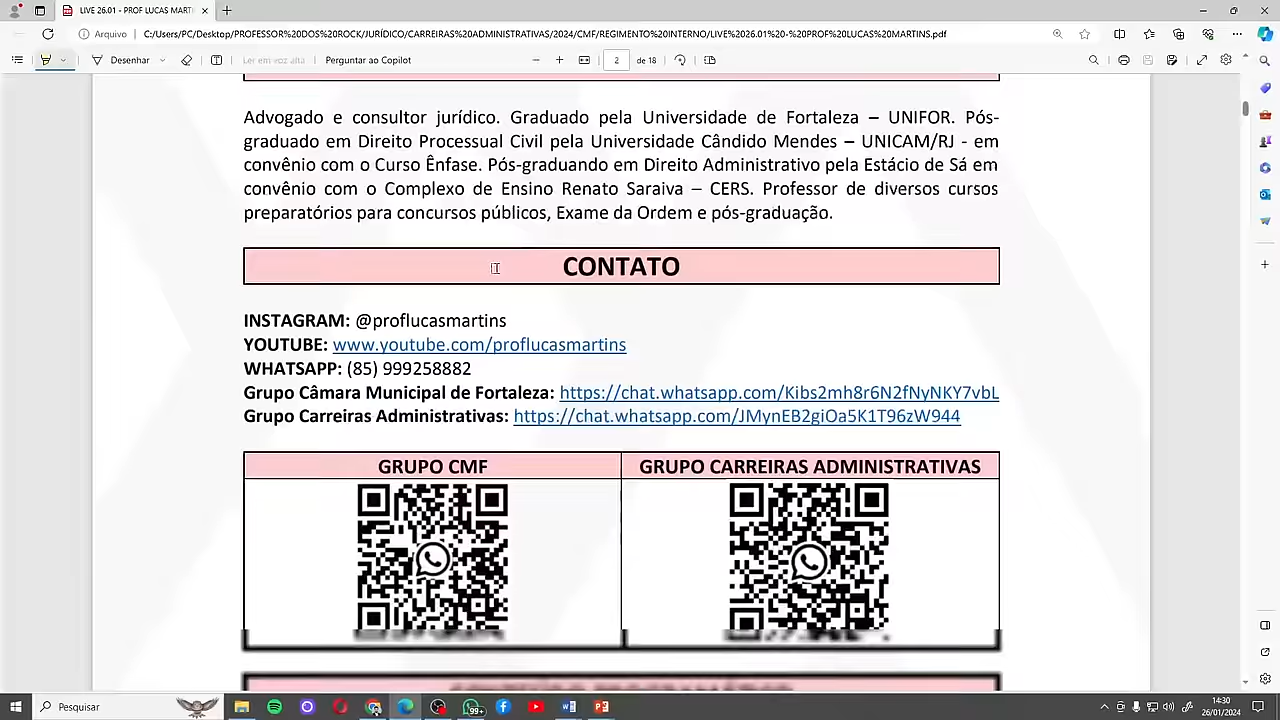 LIVE 26.01 - PROF LUCAS MARTI
Arquivo
C:/Users/PC/Desktop/PROFESSOR%20DOS%20ROCK/JURÍDICO/CARREIRAS%20ADMINISTRATIVAS/2024/CMF/REGIMENTO%20INTERNO/LIVE%2026.01%20-%20PROF%20LUCAS%20MARTINS.pdf
Desenhar
Ler em voz alta
Perguntar ao Copilot
2
de 18
Advogado e consultor jurídico. Graduado pela Universidade de Fortaleza – UNIFOR. Pós-
graduado em Direito Processual Civil pela Universidade Cândido Mendes – UNICAM/RJ - em
convênio com o Curso Ênfase. Pós-graduando em Direito Administrativo pela Estácio de Sá em
convênio com o Complexo de Ensino Renato Saraiva – CERS. Professor de diversos cursos
preparatórios para concursos públicos, Exame da Ordem e pós-graduação.
CONTATO
INSTAGRAM: @proflucasmartins
YOUTUBE: www.youtube.com/proflucasmartins
WHATSAPP: (85) 999258882
Grupo Câmara Municipal de Fortaleza: https://chat.whatsapp.com/Kibs2mh8r6N2fNyNKY7vbL
Grupo Carreiras Administrativas: https://chat.whatsapp.com/JMynEB2giOa5K1T96zW944
GRUPO CMF
GRUPO CARREIRAS ADMINISTRATIVAS
Pesquisar
99+
14:30
26/01/2024